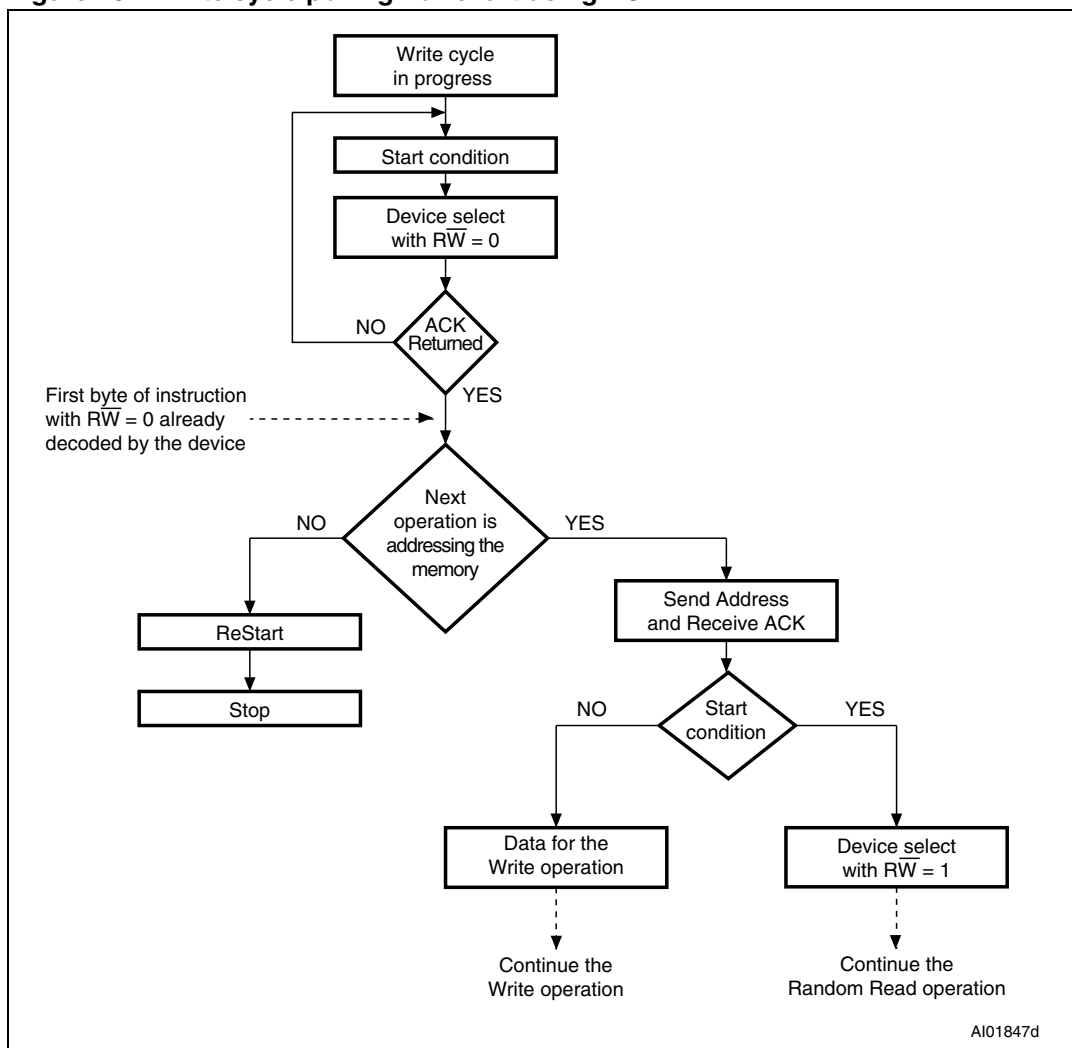 Write cycle
in progress
Start condition
Device select
with RW̅ = 0
NO
ACK
Returned
YES
First byte of instruction
with RW̅ = 0 already
decoded by the device
Next
operation is
addressing the
memory
NO
YES
Send Address
and Receive ACK
ReStart
Stop
Start
condition
NO
YES
Data for the
Write operation
Device select
with RW̅ = 1
Continue the
Write operation
Continue the
Random Read operation
AI01847d